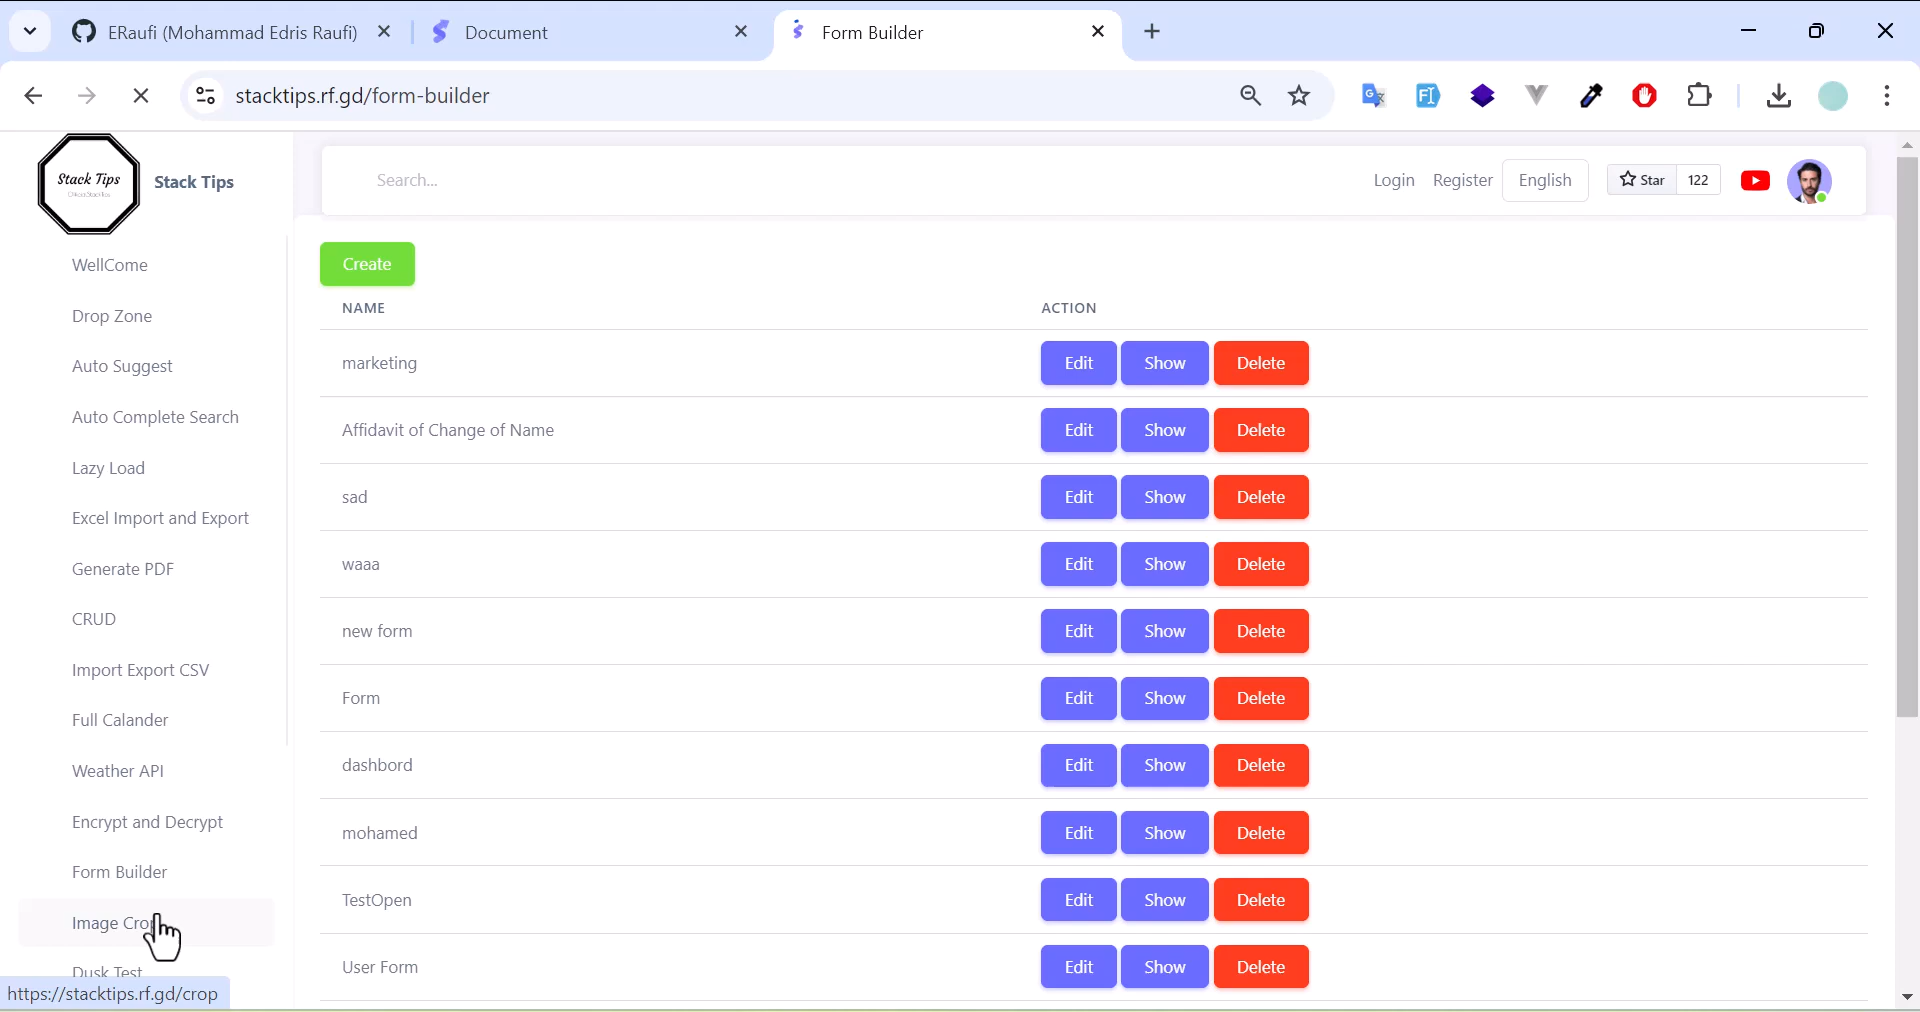 ERaufi (Mohammad Edris Raufi)
Document
Form Builder
stacktips.rf.gd/form-builder
Stack Tips
Stack Tips
Search...
Login
Register
English
Star
122
WellCome
Drop Zone
Auto Suggest
Auto Complete Search
Lazy Load
Excel Import and Export
Generate PDF
CRUD
Import Export CSV
Full Calander
Weather API
Encrypt and Decrypt
Form Builder
Image Crop
Dusk Test
https://stacktips.rf.gd/crop
Create
NAME ACTION
marketing Edit Show Delete
Affidavit of Change of Name Edit Show Delete
sad Edit Show Delete
waaa Edit Show Delete
new form Edit Show Delete
Form Edit Show Delete
dashbord Edit Show Delete
mohamed Edit Show Delete
TestOpen Edit Show Delete
User Form Edit Show Delete